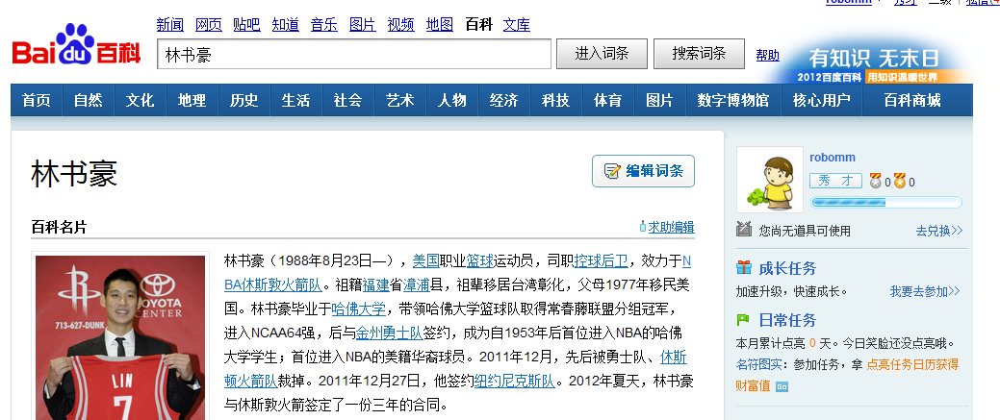 robomm
新闻 网页 贴吧 知道 音乐 图片 视频 地图 百科 文库
Bai du 百科
林书豪 进入词条 搜索词条 帮助
有知识 无末日
2012百度百科 用知识温暖世界
首页 自然 文化 地理 历史 生活 社会 艺术 人物 经济 科技 体育 图片 数字博物馆 核心用户 百科商城
林书豪
编辑词条
百科名片
求助编辑
ROCKETS
TOYOTA
CENTER
713-627-DUNK
LIN
7
林书豪（1988年8月23日—），美国职业篮球运动员，司职控球后卫，效力于N
BA休斯敦火箭队。祖籍福建省漳浦县，祖辈移居台湾彰化，父母1977年移民美
国。林书豪毕业于哈佛大学，带领哈佛大学篮球队取得常春藤联盟分组冠军，
进入NCAA64强，后与金州勇士队签约，成为自1953年后首位进入NBA的哈佛
大学学生；首位进入NBA的美籍华裔球员。2011年12月，先后被勇士队、休斯
顿火箭队裁掉。2011年12月27日，他签约纽约尼克斯队。2012年夏天，林书豪
与休斯敦火箭签定了一份三年的合同。
robomm
秀 才 0 0
您尚无道具可使用 去兑换>>
成长任务
加速升级，快速成长。 我要去参加>>
日常任务
本月累计点亮 0 天。今日笑脸还没点亮哦。
名符图实：参加任务，拿 点亮任务日历获得
财富值 Go